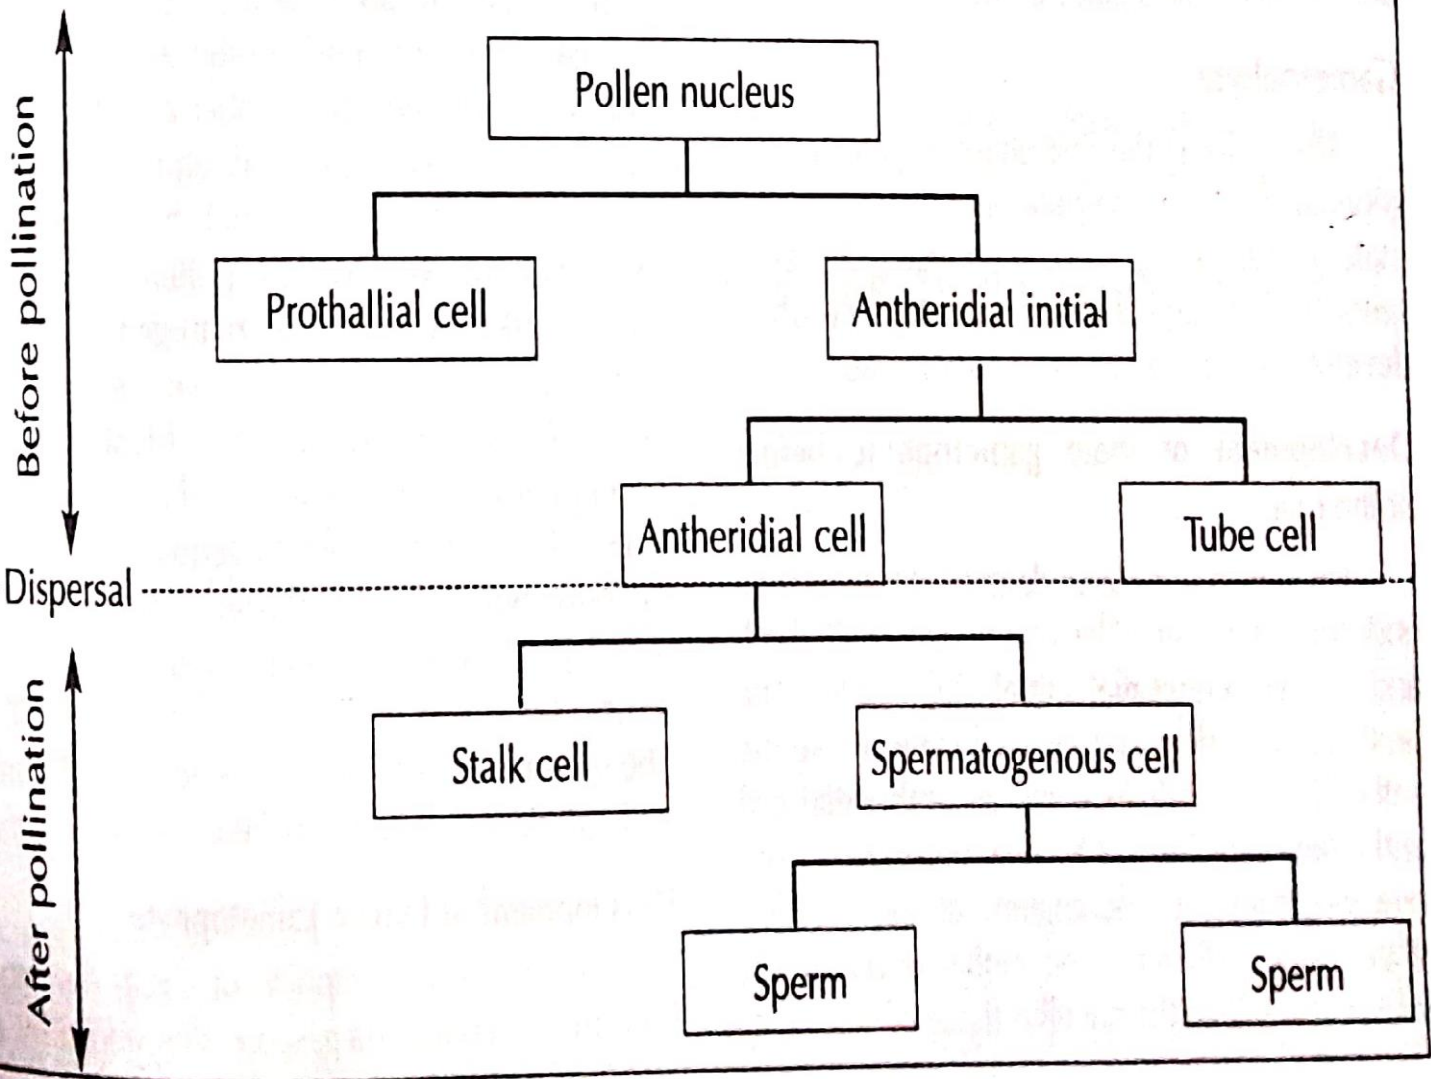 Pollen nucleus
Prothallial cell
Antheridial initial
Before pollination
Antheridial cell
Tube cell
Dispersal
Stalk cell
Spermatogenous cell
After pollination
Sperm
Sperm